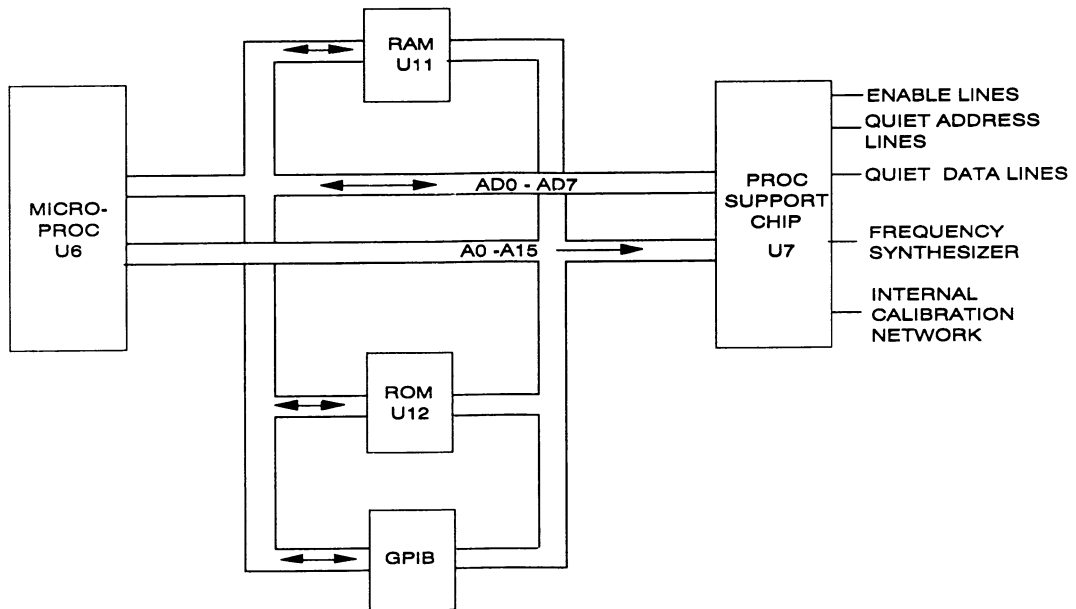 RAM
U11
MICRO-
PROC
U6
AD0 - AD7
A0 -A15
ROM
U12
GPIB
PROC
SUPPORT
CHIP
U7
ENABLE LINES
QUIET ADDRESS
LINES
QUIET DATA LINES
FREQUENCY
SYNTHESIZER
INTERNAL
CALIBRATION
NETWORK